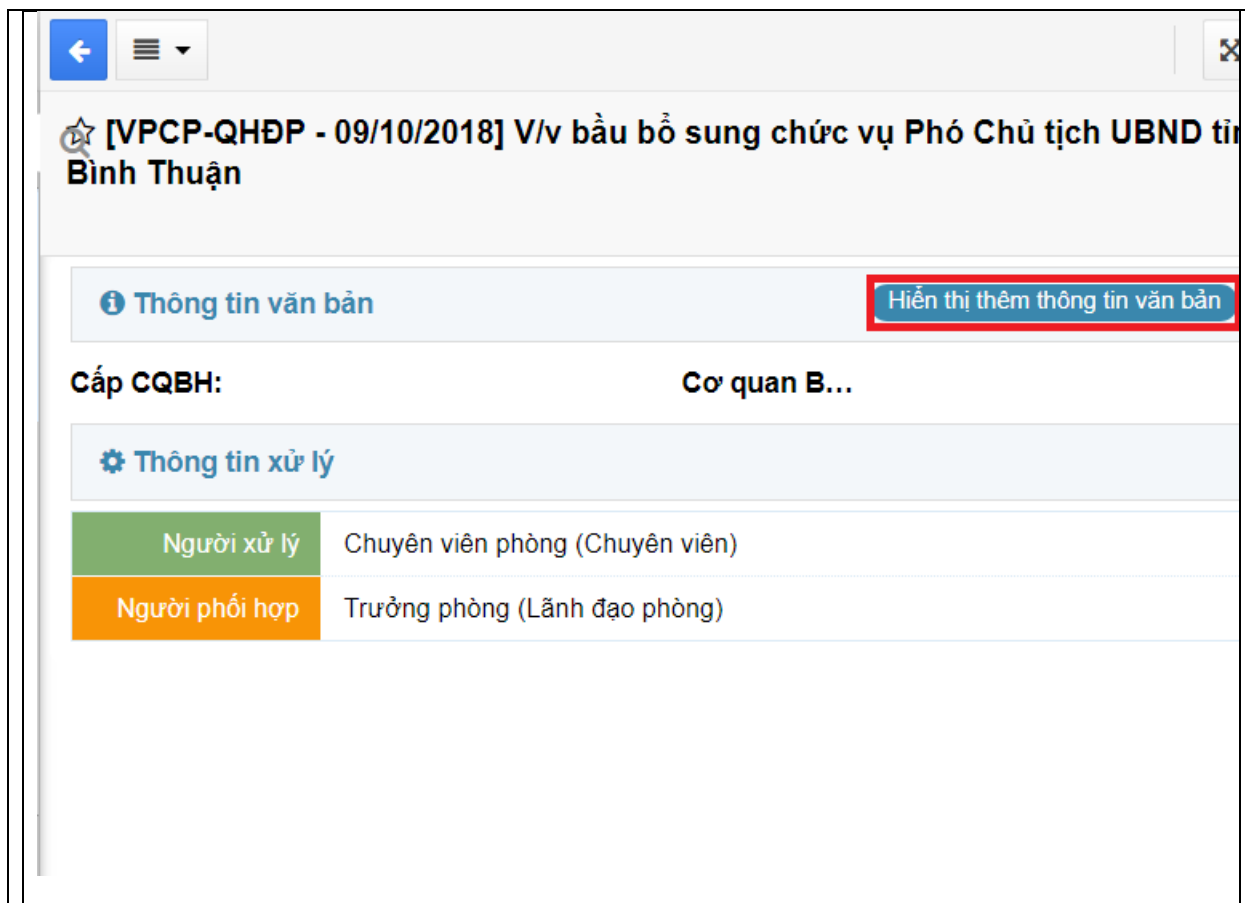 [VPCP-QHĐP - 09/10/2018] V/v bầu bổ sung chức vụ Phó Chủ tịch UBND tỉn
Bình Thuận
Thông tin văn bản
Hiển thị thêm thông tin văn bản
Cấp CQBH:
Cơ quan B...
Thông tin xử lý
Người xử lý
Chuyên viên phòng (Chuyên viên)
Người phối hợp
Trưởng phòng (Lãnh đạo phòng)